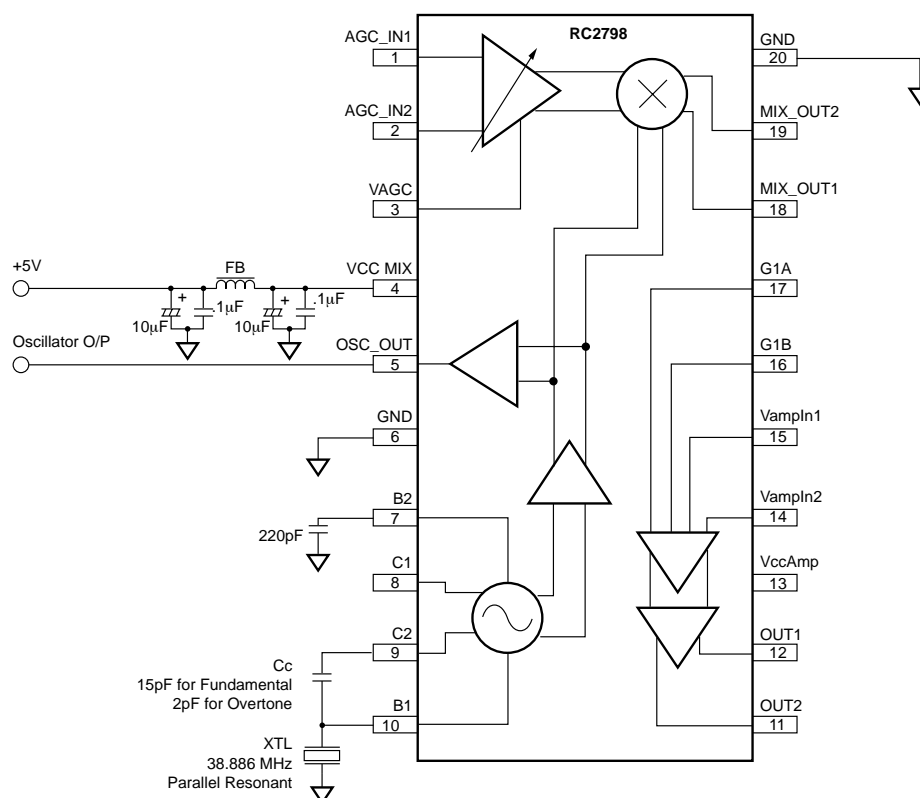 RC2798
AGC_IN1
1
AGC_IN2
2
VAGC
3
+5V
FB
VCC MIX
4
+
.1µF
+
.1µF
10µF
10µF
Oscillator O/P
OSC_OUT
5
GND
6
B2
7
220pF
C1
8
C2
9
Cc
15pF for Fundamental
2pF for Overtone
B1
10
XTL
38.886 MHz
Parallel Resonant
GND
20
MIX_OUT2
19
MIX_OUT1
18
G1A
17
G1B
16
VampIn1
15
VampIn2
14
VccAmp
13
OUT1
12
OUT2
11